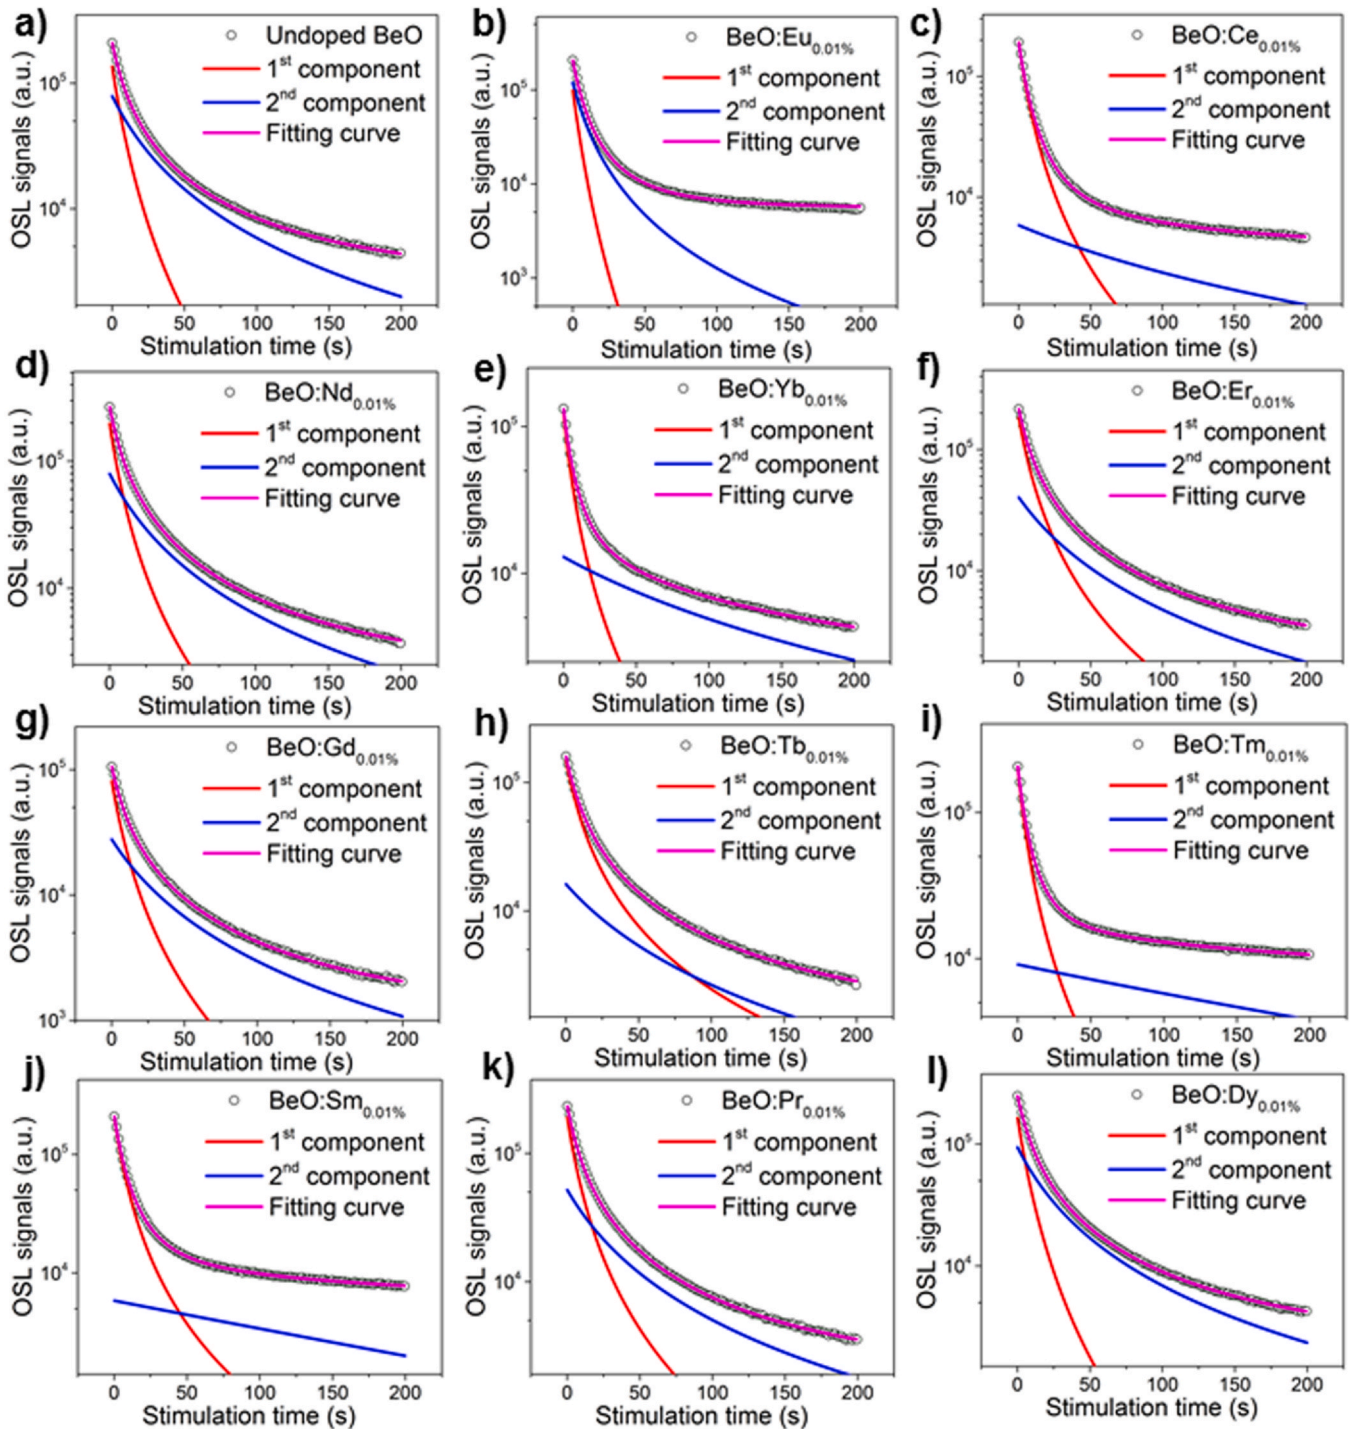 a)
Undoped BeO
1st component
2nd component
Fitting curve
OSL signals (a.u.)
10^5
10^4
0 50 100 150 200
Stimulation time (s)
b)
BeO:Eu0.01%
1st component
2nd component
Fitting curve
OSL signals (a.u.)
10^5
10^4
10^3
0 50 100 150 200
Stimulation time (s)
c)
BeO:Ce0.01%
1st component
2nd component
Fitting curve
OSL signals (a.u.)
10^5
10^4
0 50 100 150 200
Stimulation time (s)
d)
BeO:Nd0.01%
1st component
2nd component
Fitting curve
OSL signals (a.u.)
10^5
10^4
0 50 100 150 200
Stimulation time (s)
e)
BeO:Yb0.01%
1st component
2nd component
Fitting curve
OSL signals (a.u.)
10^5
10^4
0 50 100 150 200
Stimulation time (s)
f)
BeO:Er0.01%
1st component
2nd component
Fitting curve
OSL signals (a.u.)
10^5
10^4
0 50 100 150 200
Stimulation time (s)
g)
BeO:Gd0.01%
1st component
2nd component
Fitting curve
OSL signals (a.u.)
10^5
10^4
10^3
0 50 100 150 200
Stimulation time (s)
h)
BeO:Tb0.01%
1st component
2nd component
Fitting curve
OSL signals (a.u.)
10^5
10^4
0 50 100 150 200
Stimulation time (s)
i)
BeO:Tm0.01%
1st component
2nd component
Fitting curve
OSL signals (a.u.)
10^5
10^4
0 50 100 150 200
Stimulation time (s)
j)
BeO:Sm0.01%
1st component
2nd component
Fitting curve
OSL signals (a.u.)
10^5
10^4
0 50 100 150 200
Stimulation time (s)
k)
BeO:Pr0.01%
1st component
2nd component
Fitting curve
OSL signals (a.u.)
10^5
10^4
0 50 100 150 200
Stimulation time (s)
l)
BeO:Dy0.01%
1st component
2nd component
Fitting curve
OSL signals (a.u.)
10^5
10^4
0 50 100 150 200
Stimulation time (s)